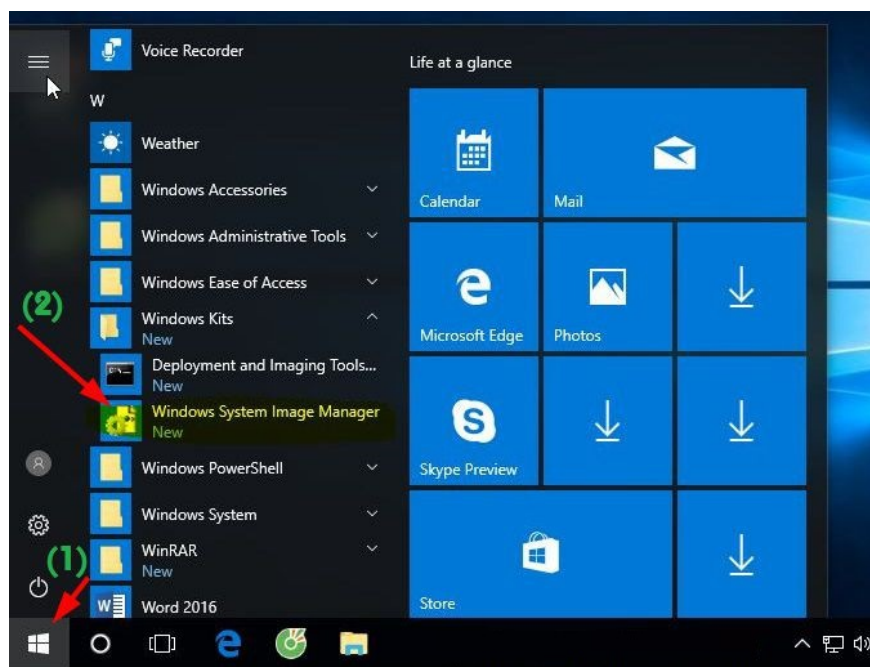 Voice Recorder
W
Weather
Windows Accessories
Windows Administrative Tools
Windows Ease of Access
(2)
Windows Kits
New
Deployment and Imaging Tools...
New
Windows System Image Manager
New
Windows PowerShell
Windows System
(1)
WinRAR
New
Word 2016
Life at a glance
Calendar
Mail
Microsoft Edge
Photos
Skype Preview
Store